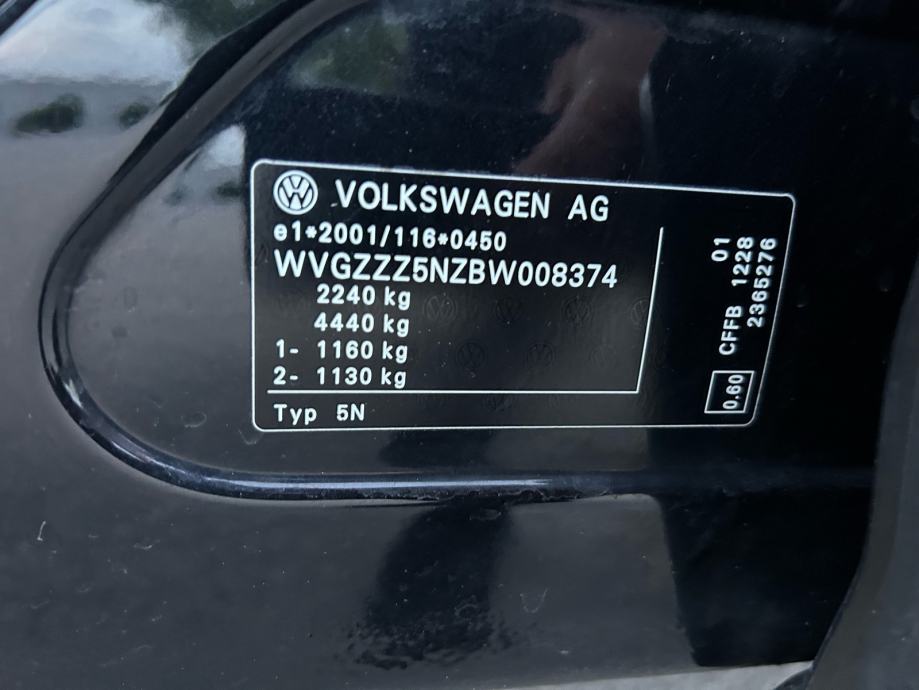 VOLKSWAGEN AG
e1*2001/116*0450
WVGZZZ5NZBW008374
2240 kg
4440 kg
1- 1160 kg
2- 1130 kg
Typ 5N
01
CFFB 1228
2365276
0.60